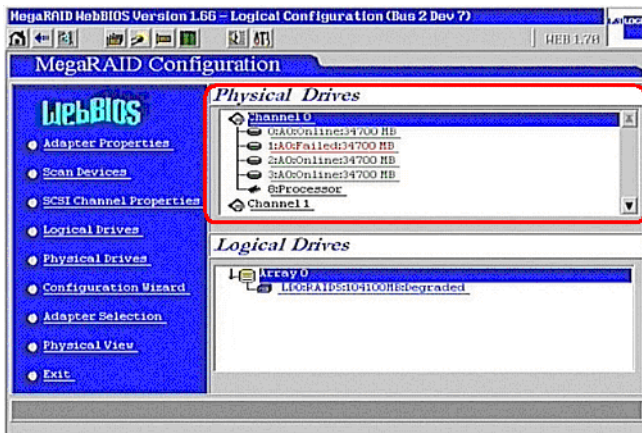 MegaRAID WebBIOS Version 1.66 - Logical Configuration (Bus 2 Dev 7)
WEB 1.78
MegaRAID Configuration
WebBIOS
Adapter Properties
Scan Devices
SCSI Channel Properties
Logical Drives
Physical Drives
Configuration Wizard
Adapter Selection
Physical View
Exit
Physical Drives
Channel 0
0:A0:Online:34700 MB
1:A0:Failed:34700 MB
2:A0:Online:34700 MB
3:A0:Online:34700 MB
8:Processor
Channel 1
Logical Drives
Array 0
LD0:RAID5:104100MB:Degraded